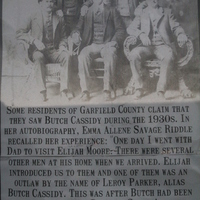 Some residents of Garfield County claim that
they saw Butch Cassidy during the 1930s. In
her autobiography, Emma Allene Savage Riddle
recalled her experience: "One day I went with
Dad to visit Elijah Moore. There were several
other men at his home when we arrived. Elijah
introduced us to them and one of them was an
outlaw by the name of Leroy Parker, alias
Butch Cassidy. This was after Butch had been